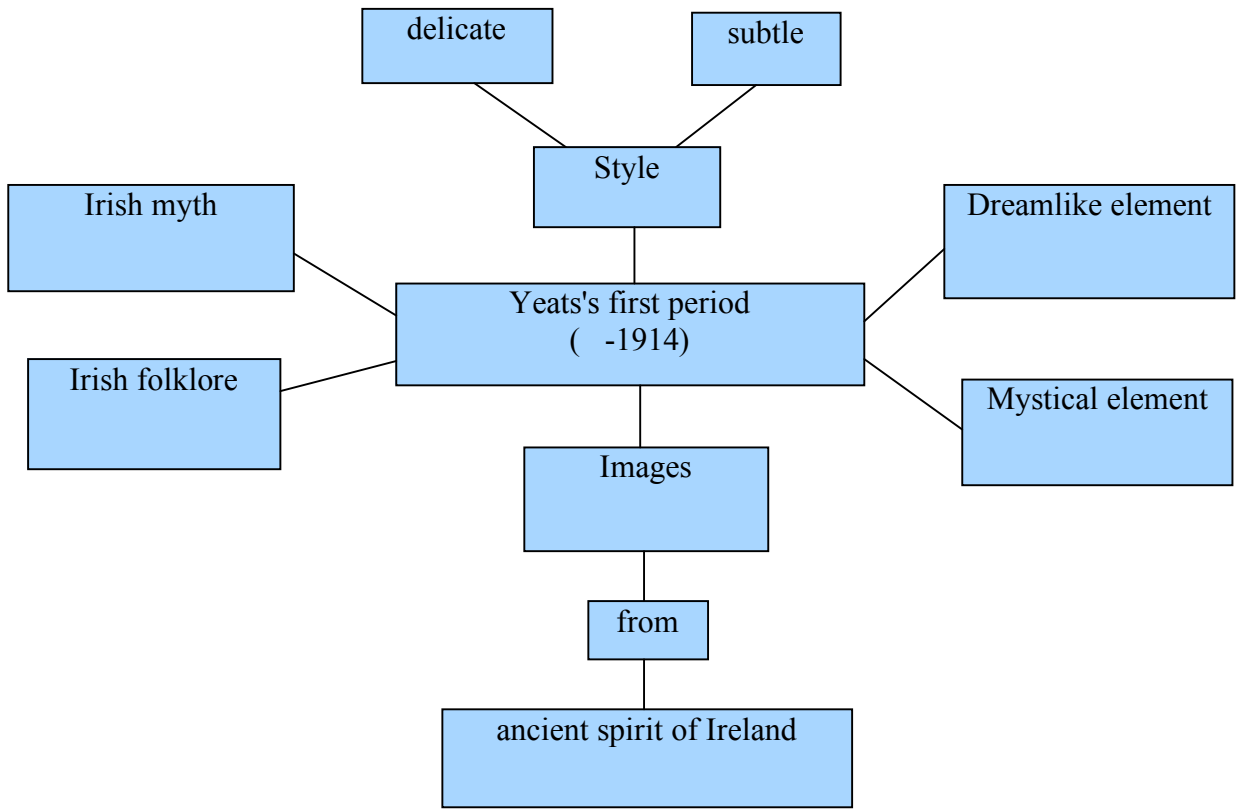 delicate
subtle
Style
Irish myth
Dreamlike element
Yeats's first period
(   -1914)
Irish folklore
Mystical element
Images
from
ancient spirit of Ireland